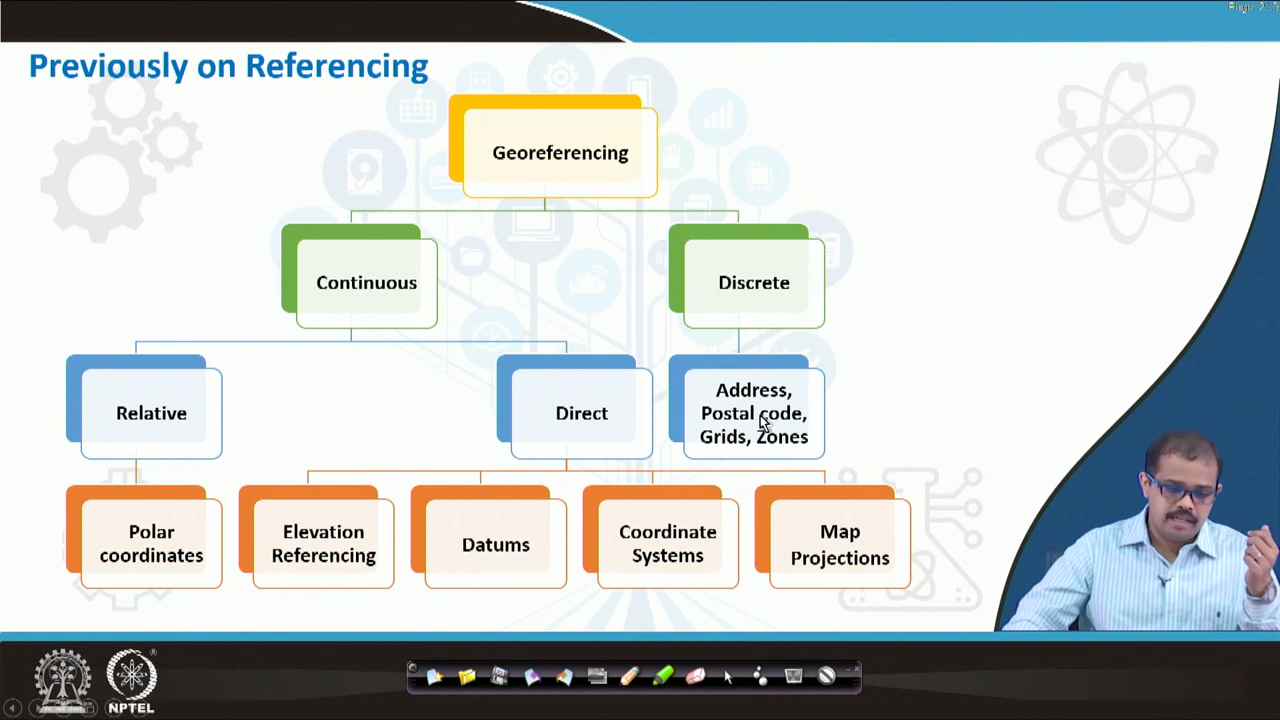 Previously on Referencing
Georeferencing
Continuous
Discrete
Relative
Direct
Address,
Postal code,
Grids, Zones
Polar
coordinates
Elevation
Referencing
Datums
Coordinate
Systems
Map
Projections
NPTEL